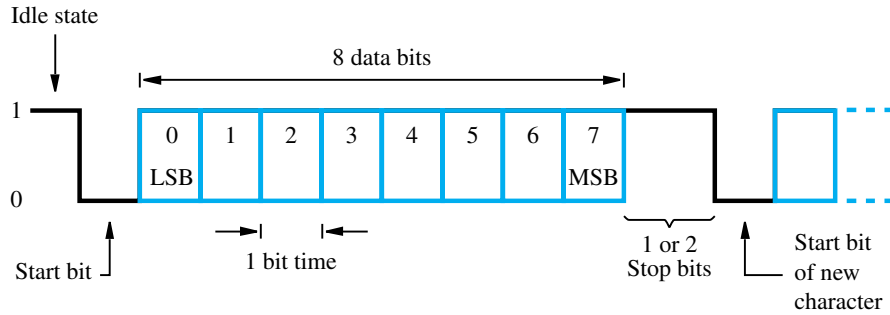 Idle state
8 data bits
1
0 1 2 3 4 5 6 7
LSB MSB
0
Start bit
1 bit time
1 or 2
Stop bits
Start bit
of new
character